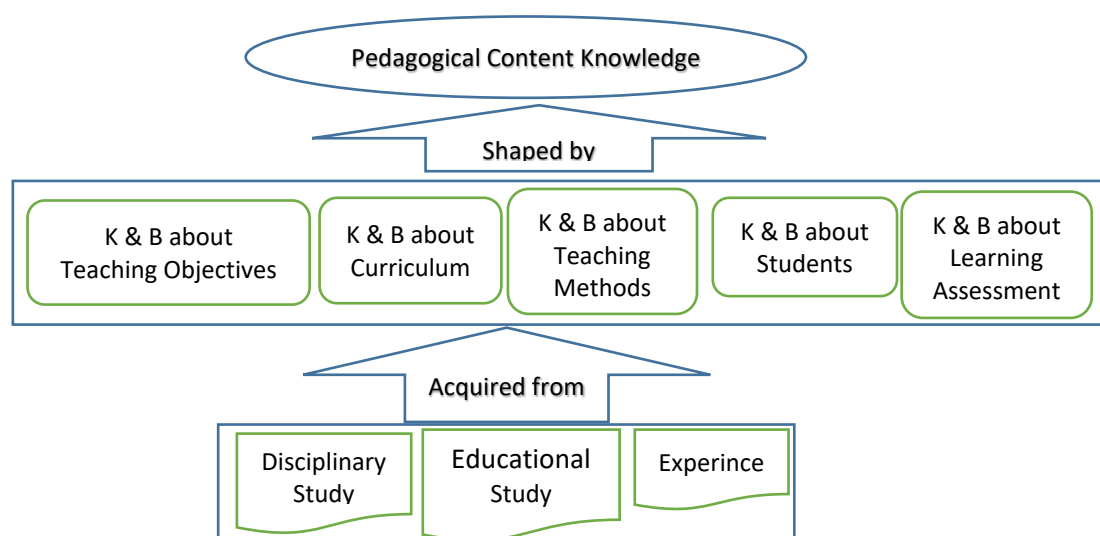 Pedagogical Content Knowledge
Shaped by
K & B about
Teaching Objectives
K & B about
Curriculum
K & B about
Teaching
Methods
K & B about
Students
K & B about
Learning
Assessment
Acquired from
Disciplinary
Study
Educational
Study
Experince